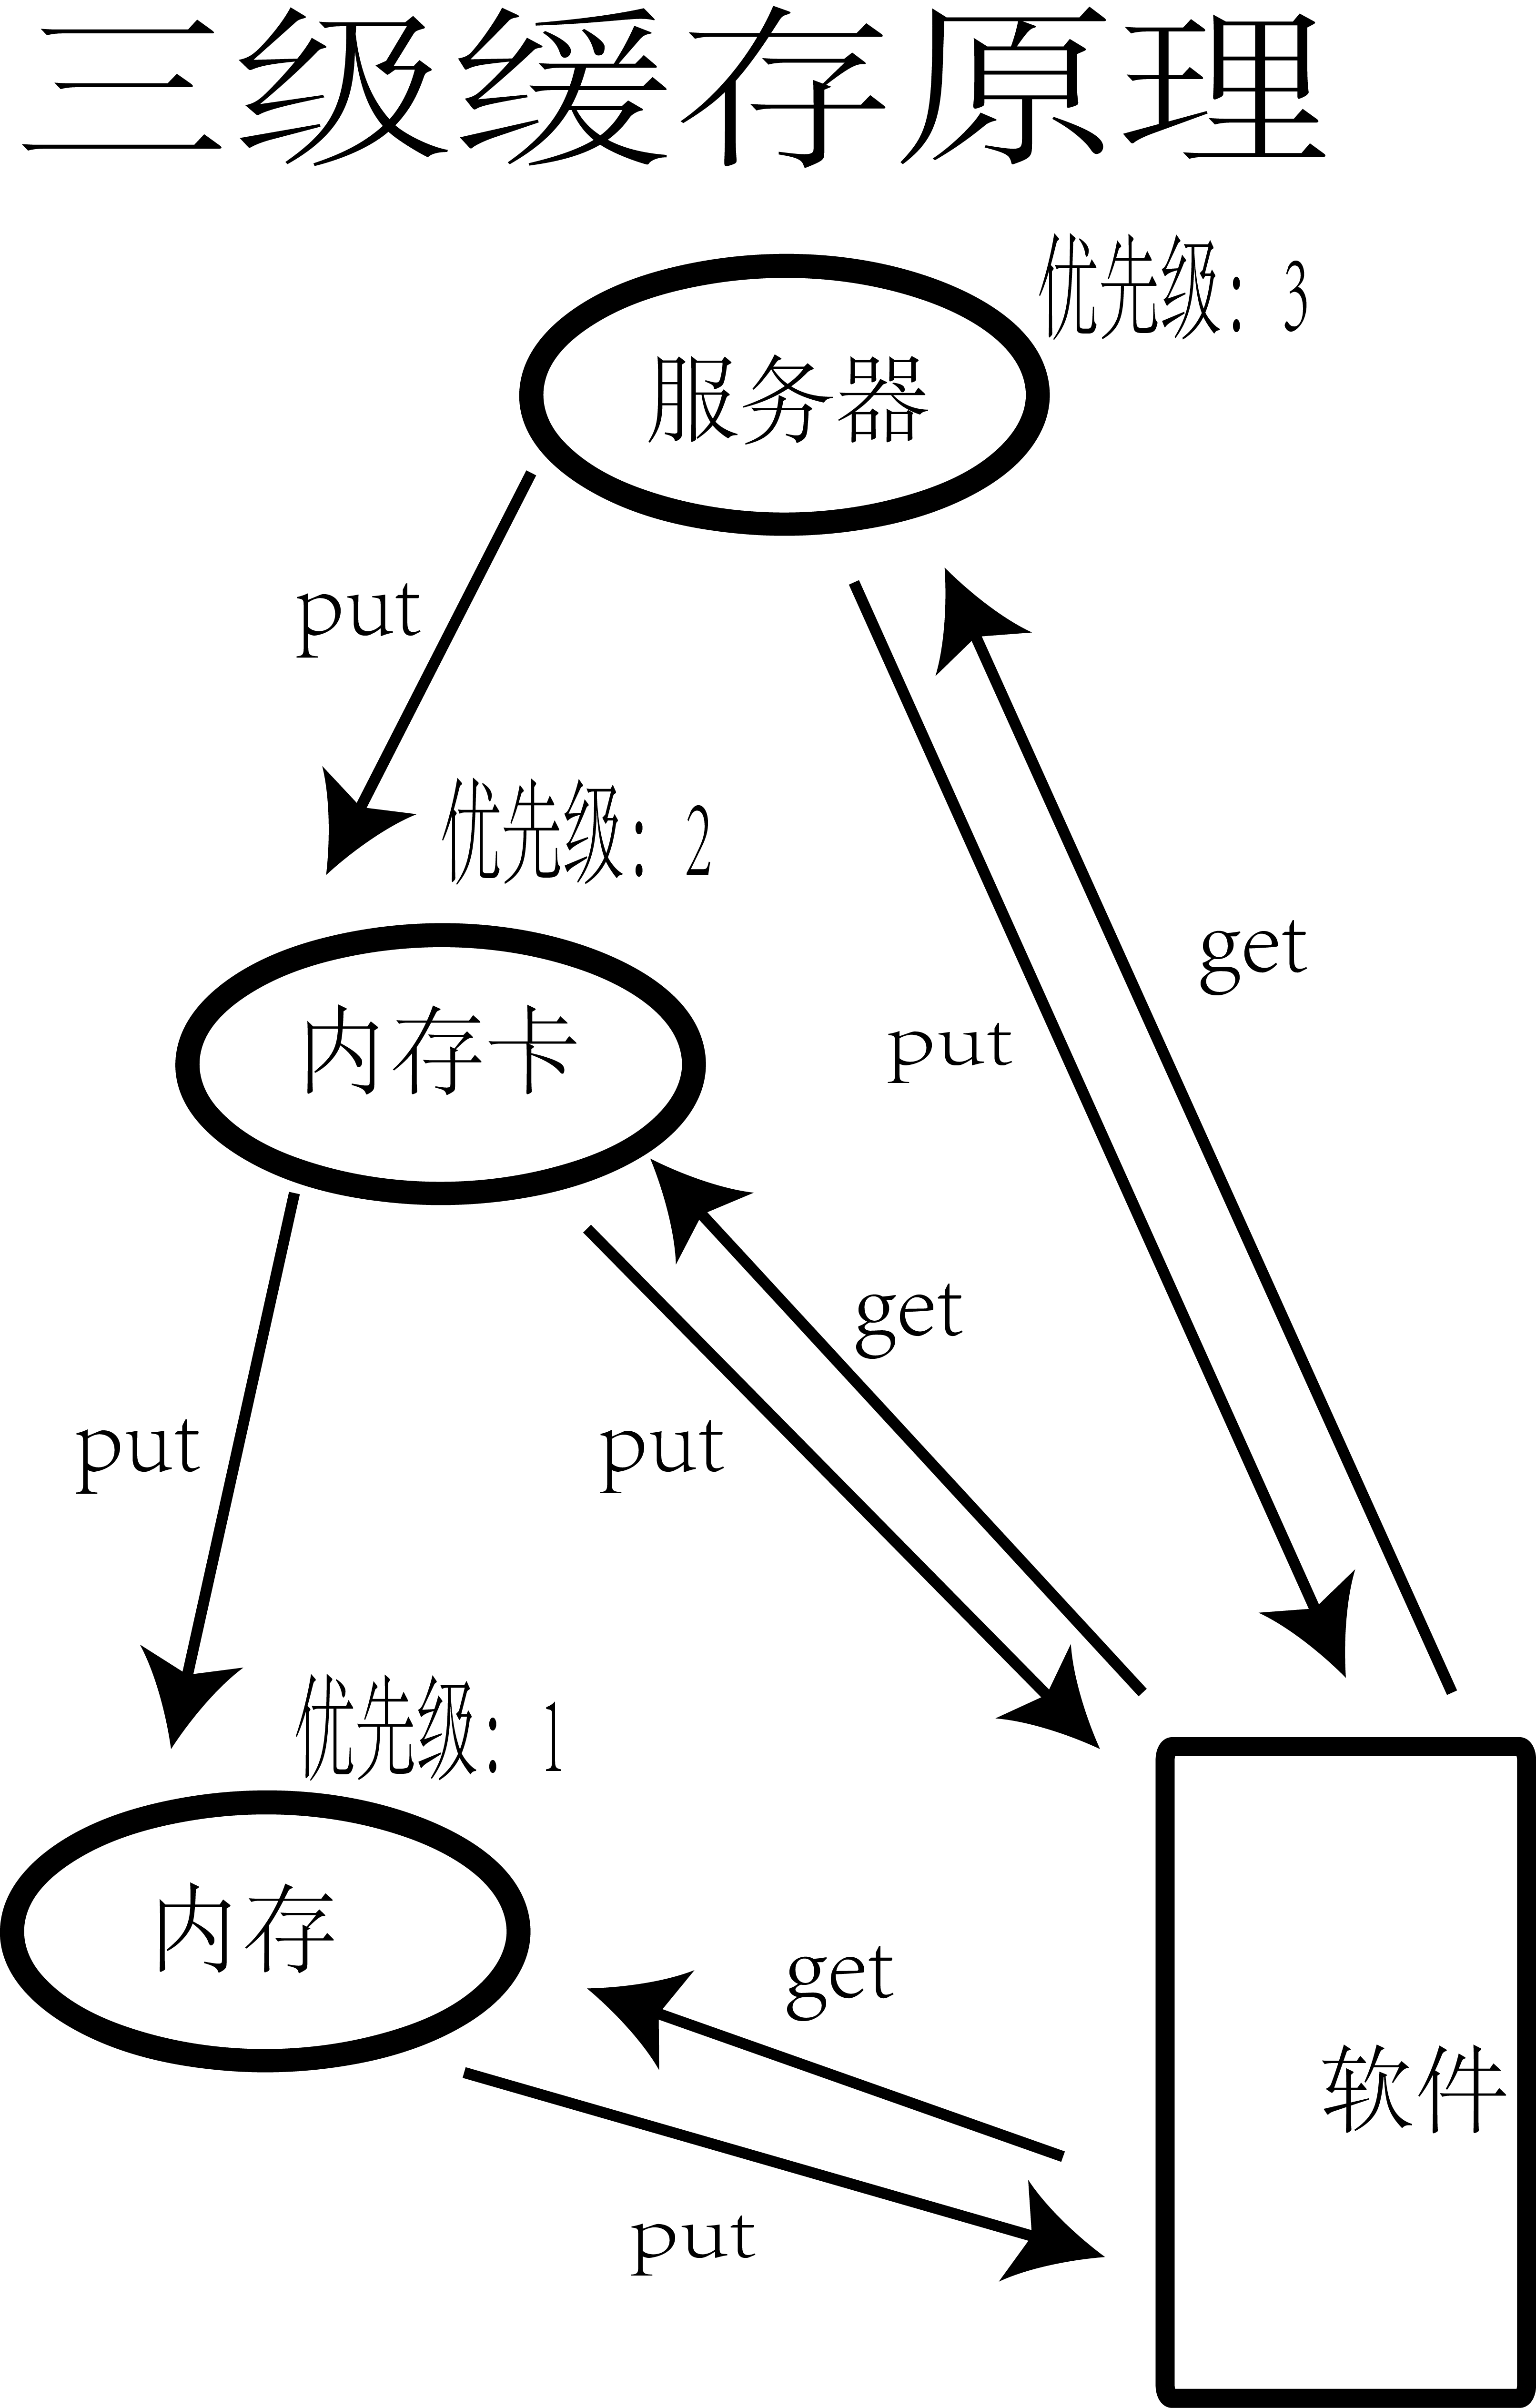 三级缓存原理
优先级：3
服务器
put
优先级：2
get
内存卡
put
get
put
put
优先级：1
内存
get
软件
put